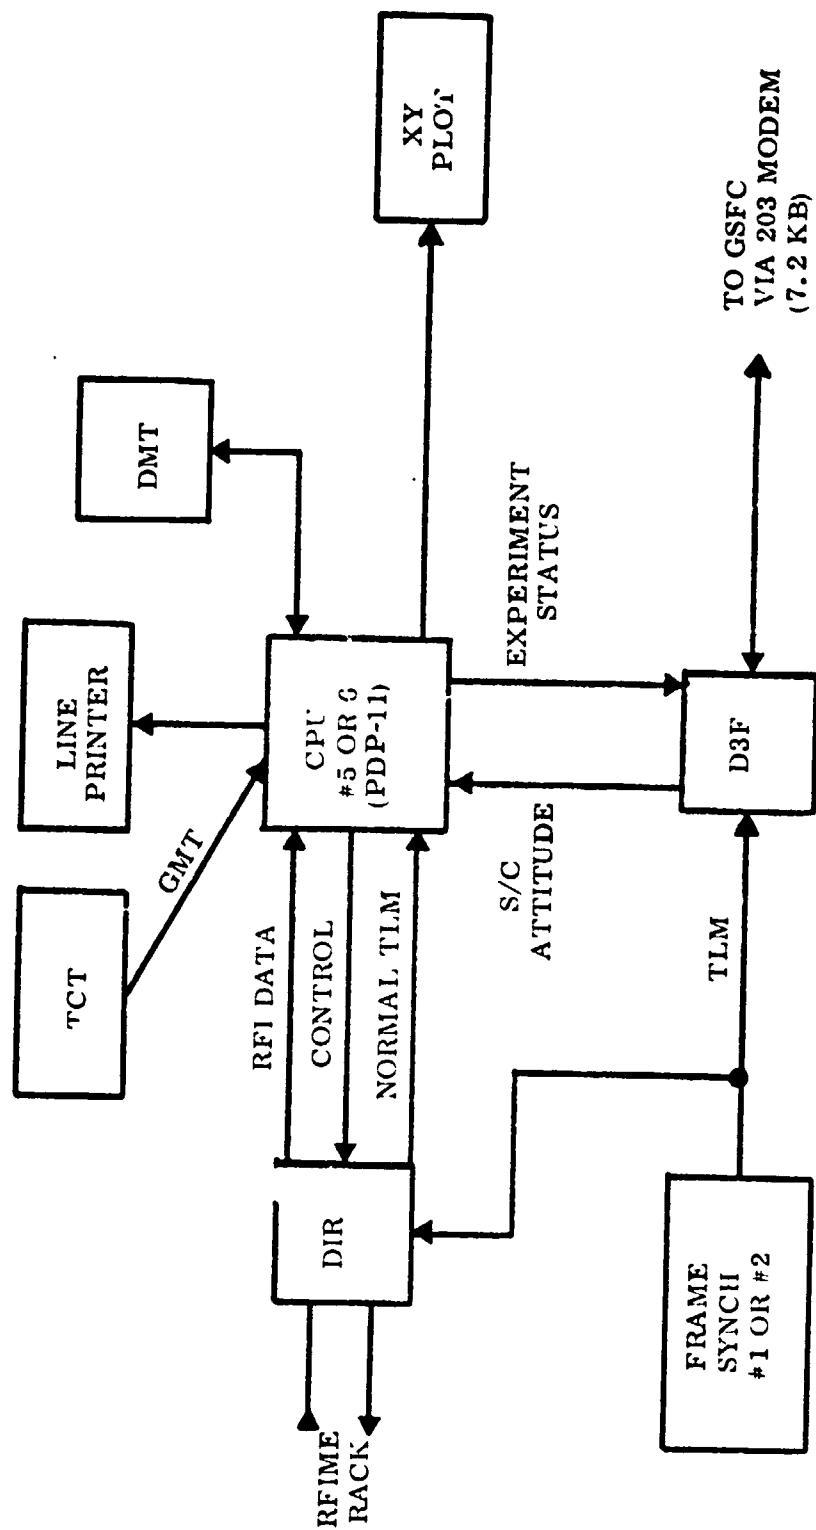 TCT
LINE
PRINTER
DMT
XY
PLOT
GMT
RFI DATA
CONTROL
NORMAL TLM
CPU
#5 OR 6
(PDP-11)
RFIME
RACK
DIR
S/C
ATTITUDE
EXPERIMENT
STATUS
FRAME
SYNCH
#1 OR #2
TLM
D3F
TO GSFC
VIA 203 MODEM
(7.2 KB)